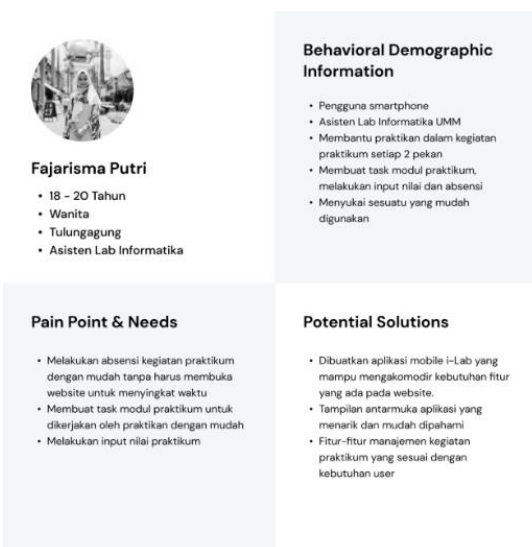 Fajarisma Putri
• 18 - 20 Tahun
• Wanita
• Tulungagung
• Asisten Lab Informatika
Behavioral Demographic
Information
• Pengguna smartphone
• Asisten Lab Informatika UMM
• Membantu praktikan dalam kegiatan
praktikum setiap 2 pekan
• Membuat task modul praktikum,
melakukan input nilai dan absensi
• Menyukai sesuatu yang mudah
digunakan
Pain Point & Needs
• Melakukan absensi kegiatan praktikum
dengan mudah tanpa harus membuka
website untuk menyingkat waktu
• Membuat task modul praktikum untuk
dikerjakan oleh praktikan dengan mudah
• Melakukan input nilai praktikum
Potential Solutions
• Dibuatkan aplikasi mobile i-Lab yang
mampu mengakomodir kebutuhan fitur
yang ada pada website.
• Tampilan antarmuka aplikasi yang
menarik dan mudah dipahami
• Fitur-fitur manajemen kegiatan
praktikum yang sesuai dengan
kebutuhan user